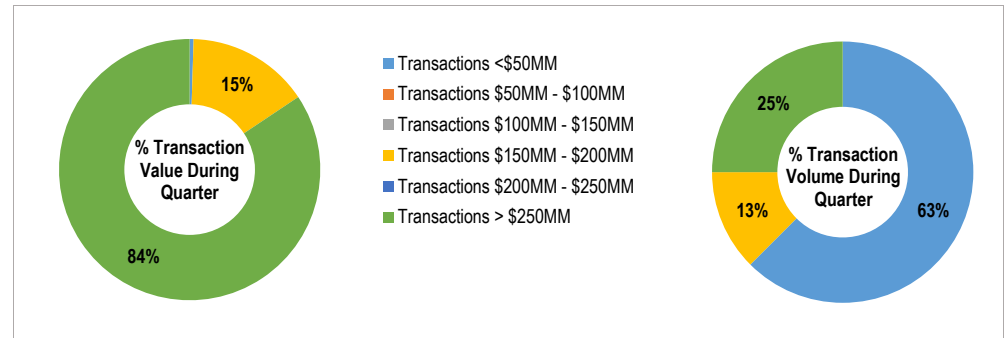 15%
% Transaction
Value During
Quarter
84%
Transactions <$50MM
Transactions $50MM - $100MM
Transactions $100MM - $150MM
Transactions $150MM - $200MM
Transactions $200MM - $250MM
Transactions > $250MM
25%
% Transaction
Volume During
Quarter
13%
63%